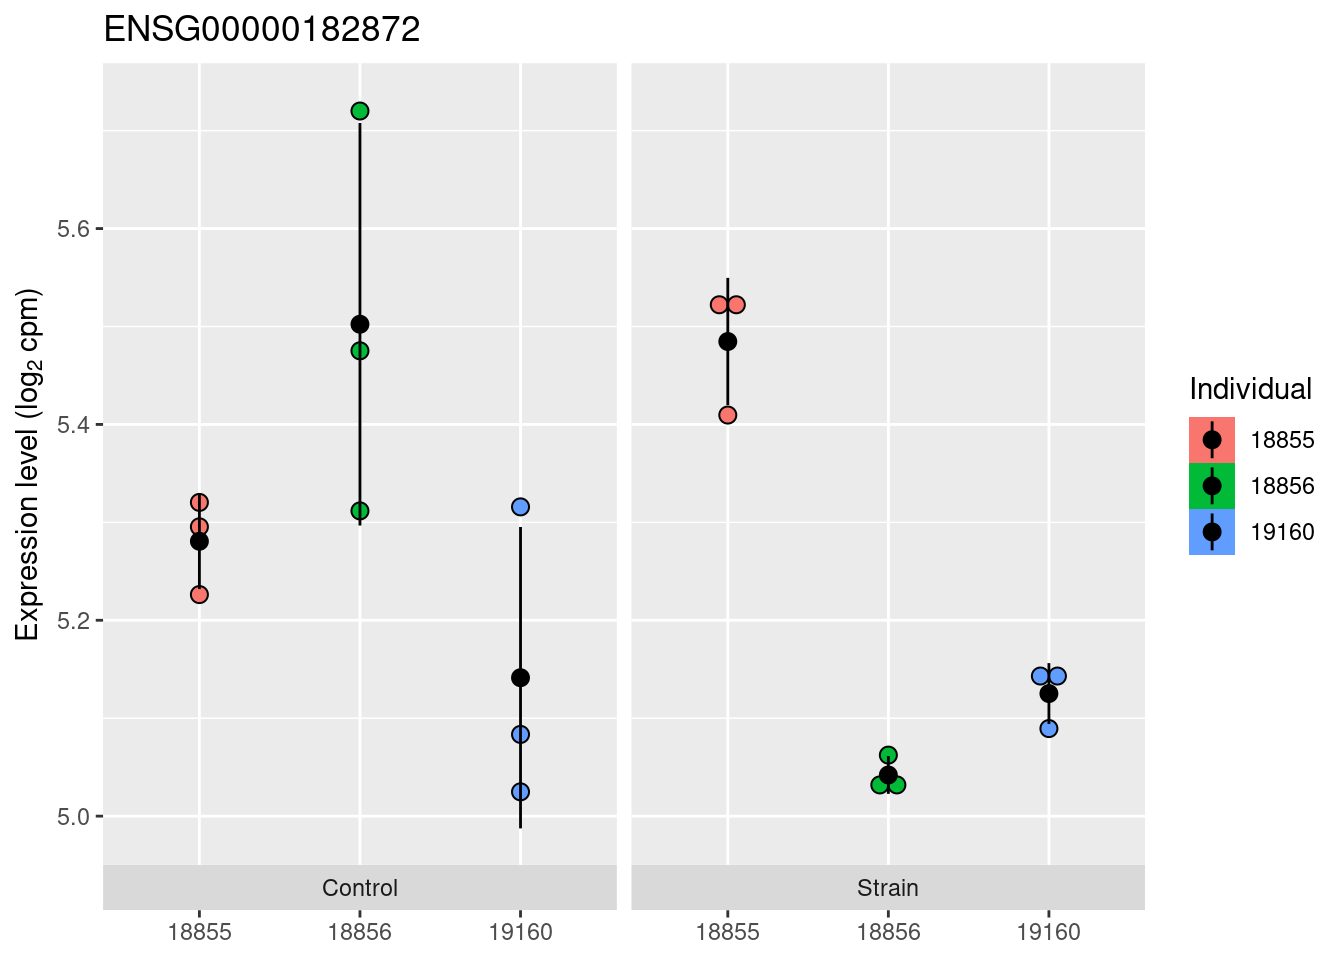 ENSG00000182872
Expression level (log₂ cpm)
5.6
5.4
5.2
5.0
Control
Strain
18855 18856 19160
18855 18856 19160
Individual
18855
18856
19160